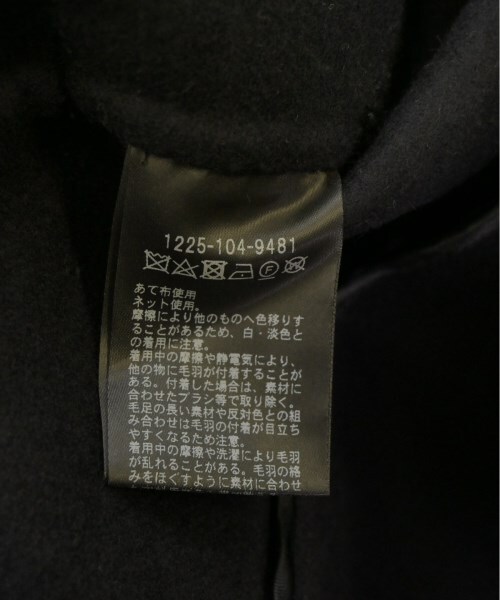 1225-104-9481
あて布使用
ネット使用。
摩擦により他のものへ色移りす
ることがあるため、白・淡色と
の着用に注意。
着用中の摩擦や静電気により、
他の物に毛羽が付着することが
ある。付着した場合は、素材に
合わせたブラシ等で取り除く。
毛足の長い素材や反対色との組
み合わせは毛羽の付着が目立ち
やすくなるため注意。
着用中の摩擦や洗濯により毛羽
が乱れることがある。毛羽の絡
みをほぐすように素材に合わせ